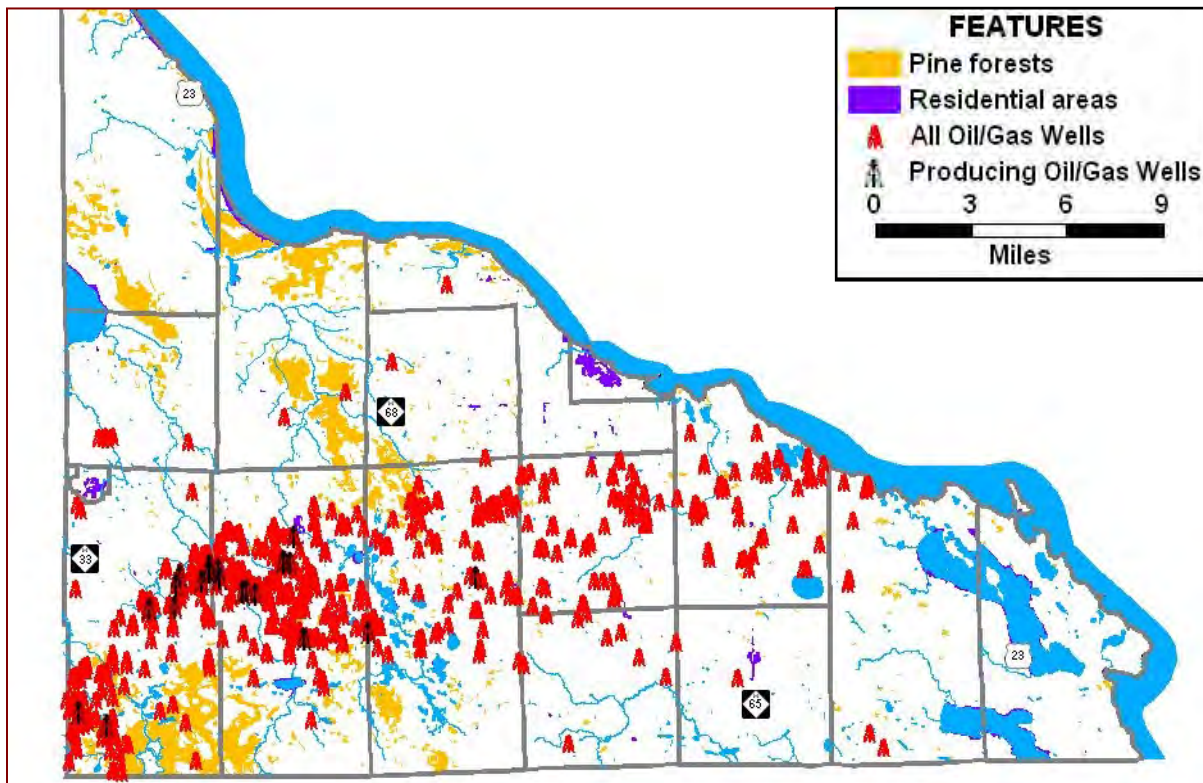 FEATURES
Pine forests
Residential areas
All Oil/Gas Wells
Producing Oil/Gas Wells
0 3 6 9
Miles
23
68
33
23
65